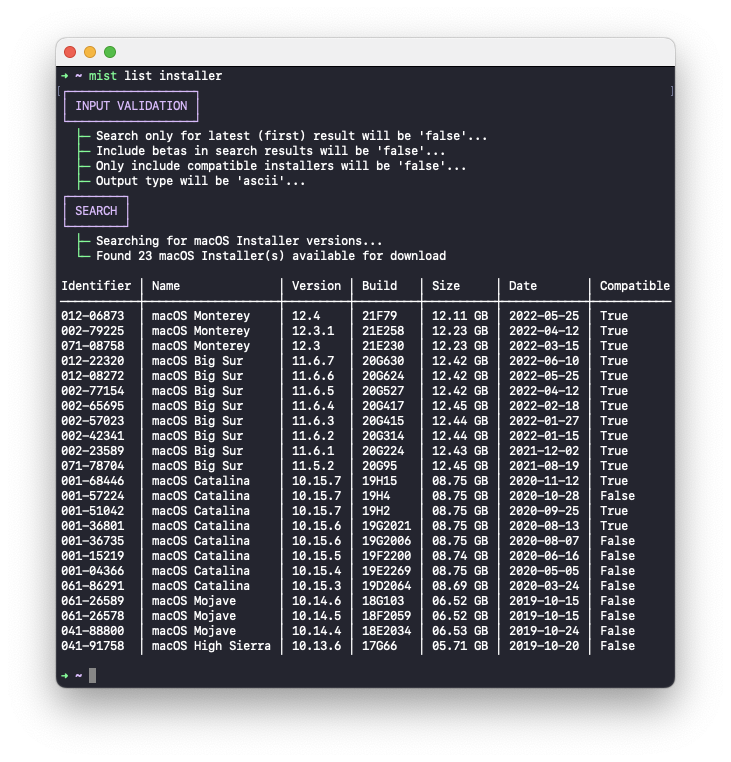 ➜ ~ mist list installer
INPUT VALIDATION
├─ Search only for latest (first) result will be 'false'...
├─ Include betas in search results will be 'false'...
├─ Only include compatible installers will be 'false'...
├─ Output type will be 'ascii'...
SEARCH
├─ Searching for macOS Installer versions...
└─ Found 23 macOS Installer(s) available for download
Identifier │ Name │ Version │ Build │ Size │ Date │ Compatible
012-06873 │ macOS Monterey │ 12.4 │ 21F79 │ 12.11 GB │ 2022-05-25 │ True
002-79225 │ macOS Monterey │ 12.3.1 │ 21E258 │ 12.23 GB │ 2022-04-12 │ True
071-08758 │ macOS Monterey │ 12.3 │ 21E230 │ 12.23 GB │ 2022-03-15 │ True
012-22320 │ macOS Big Sur │ 11.6.7 │ 20G630 │ 12.42 GB │ 2022-06-10 │ True
012-08272 │ macOS Big Sur │ 11.6.6 │ 20G624 │ 12.42 GB │ 2022-05-25 │ True
002-77154 │ macOS Big Sur │ 11.6.5 │ 20G527 │ 12.42 GB │ 2022-04-12 │ True
002-65695 │ macOS Big Sur │ 11.6.4 │ 20G417 │ 12.45 GB │ 2022-02-18 │ True
002-57023 │ macOS Big Sur │ 11.6.3 │ 20G415 │ 12.44 GB │ 2022-01-27 │ True
002-42341 │ macOS Big Sur │ 11.6.2 │ 20G314 │ 12.44 GB │ 2022-01-15 │ True
002-23589 │ macOS Big Sur │ 11.6.1 │ 20G224 │ 12.43 GB │ 2021-12-02 │ True
071-78704 │ macOS Big Sur │ 11.5.2 │ 20G95 │ 12.45 GB │ 2021-08-19 │ True
001-68446 │ macOS Catalina │ 10.15.7 │ 19H15 │ 08.75 GB │ 2020-11-12 │ True
001-57224 │ macOS Catalina │ 10.15.7 │ 19H4 │ 08.75 GB │ 2020-10-28 │ False
001-51042 │ macOS Catalina │ 10.15.7 │ 19H2 │ 08.75 GB │ 2020-09-25 │ True
001-36801 │ macOS Catalina │ 10.15.6 │ 19G2021 │ 08.75 GB │ 2020-08-13 │ True
001-36735 │ macOS Catalina │ 10.15.6 │ 19G2006 │ 08.75 GB │ 2020-08-07 │ False
001-15219 │ macOS Catalina │ 10.15.5 │ 19F2200 │ 08.74 GB │ 2020-06-16 │ False
001-04366 │ macOS Catalina │ 10.15.4 │ 19E2269 │ 08.75 GB │ 2020-05-05 │ False
061-86291 │ macOS Catalina │ 10.15.3 │ 19D2064 │ 08.69 GB │ 2020-03-24 │ False
061-26589 │ macOS Mojave │ 10.14.6 │ 18G103 │ 06.52 GB │ 2019-10-15 │ False
061-26578 │ macOS Mojave │ 10.14.5 │ 18F2059 │ 06.52 GB │ 2019-10-15 │ False
041-88800 │ macOS Mojave │ 10.14.4 │ 18E2034 │ 06.53 GB │ 2019-10-24 │ False
041-91758 │ macOS High Sierra │ 10.13.6 │ 17G66 │ 05.71 GB │ 2019-10-20 │ False
➜ ~